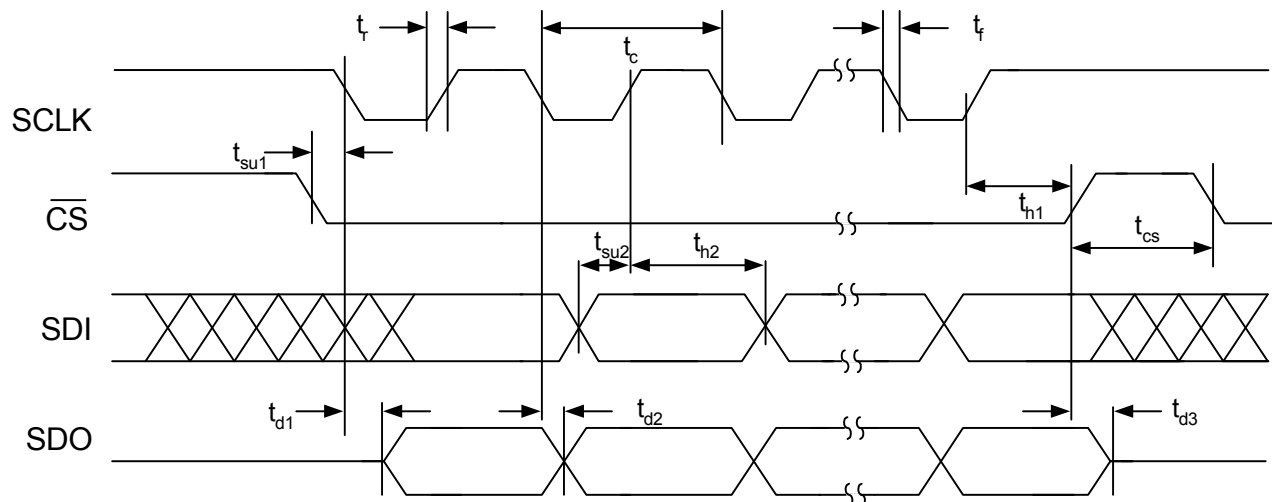 tr
tc
tf
SCLK
tsu1
CS
th1
tcs
tsu2
th2
SDI
td1
td2
td3
SDO